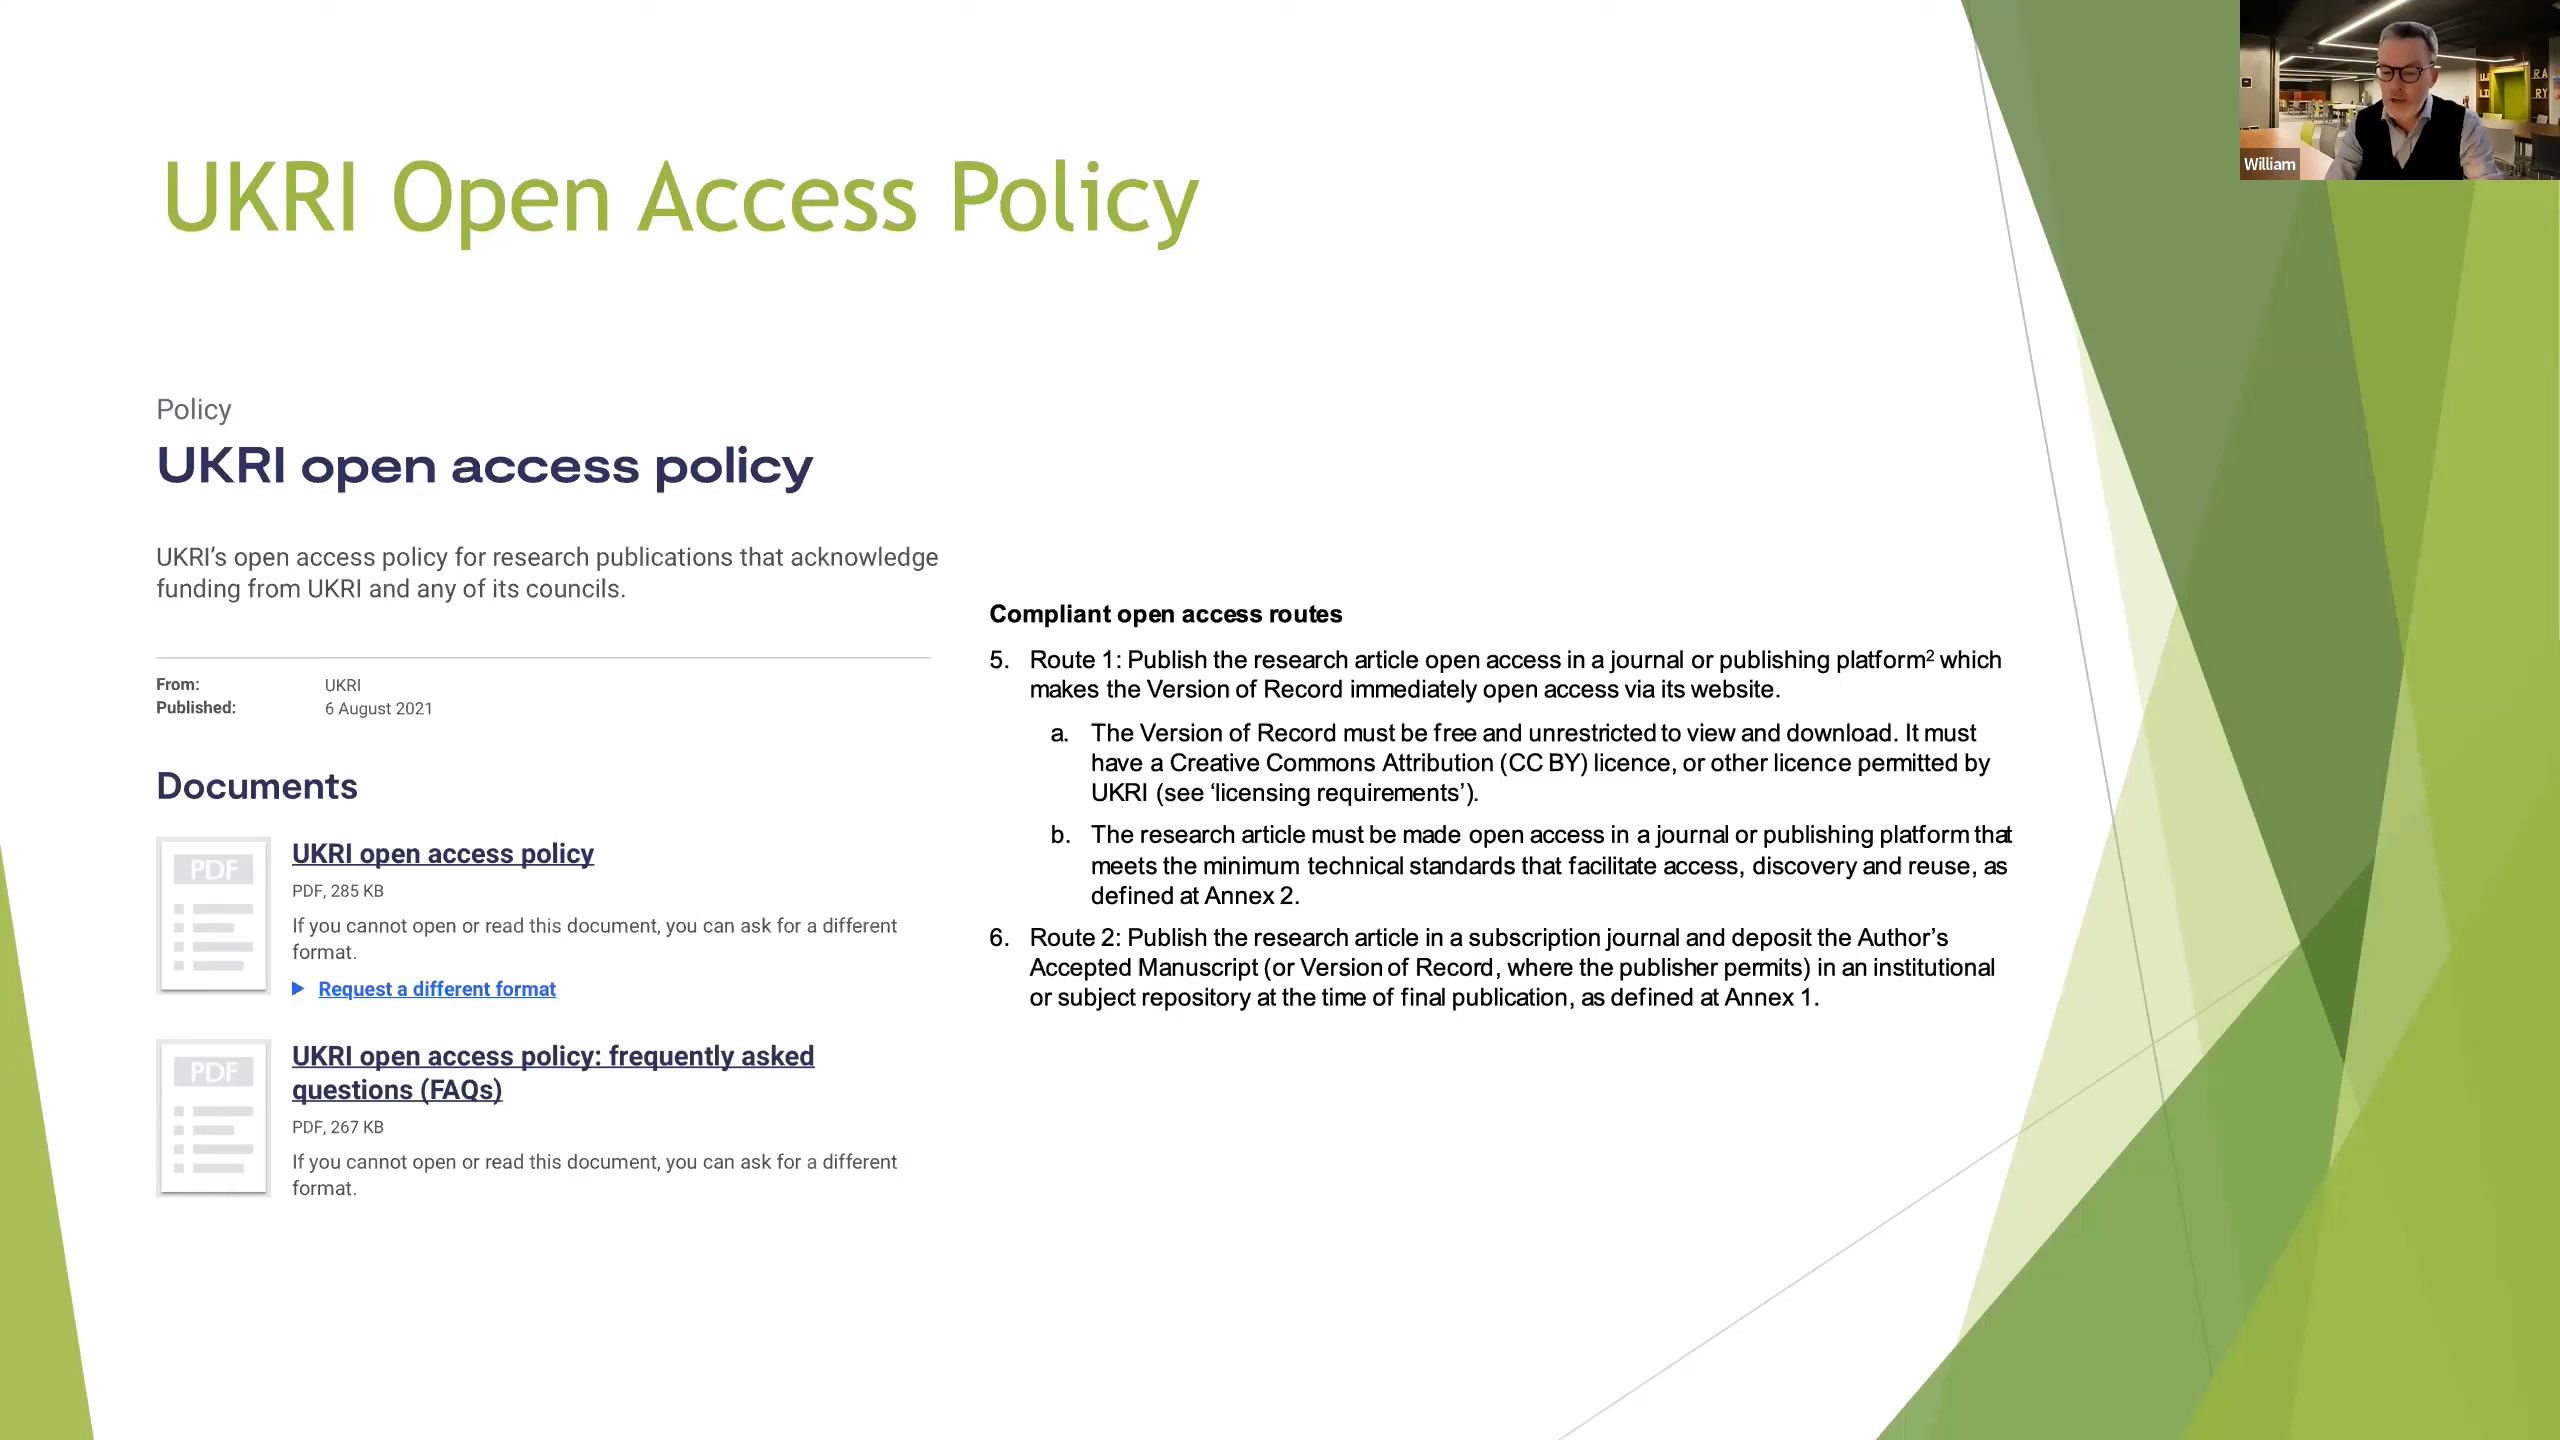 UKRI Open Access Policy
William
Policy
UKRI open access policy
UKRI’s open access policy for research publications that acknowledge
funding from UKRI and any of its councils.
From: UKRI
Published: 6 August 2021
Documents
PDF
UKRI open access policy
PDF, 285 KB
If you cannot open or read this document, you can ask for a different
format.
Request a different format
PDF
UKRI open access policy: frequently asked
questions (FAQs)
PDF, 267 KB
If you cannot open or read this document, you can ask for a different
format.
Compliant open access routes
5. Route 1: Publish the research article open access in a journal or publishing platform² which
makes the Version of Record immediately open access via its website.
a. The Version of Record must be free and unrestricted to view and download. It must
have a Creative Commons Attribution (CC BY) licence, or other licence permitted by
UKRI (see ‘licensing requirements’).
b. The research article must be made open access in a journal or publishing platform that
meets the minimum technical standards that facilitate access, discovery and reuse, as
defined at Annex 2.
6. Route 2: Publish the research article in a subscription journal and deposit the Author’s
Accepted Manuscript (or Version of Record, where the publisher permits) in an institutional
or subject repository at the time of final publication, as defined at Annex 1.